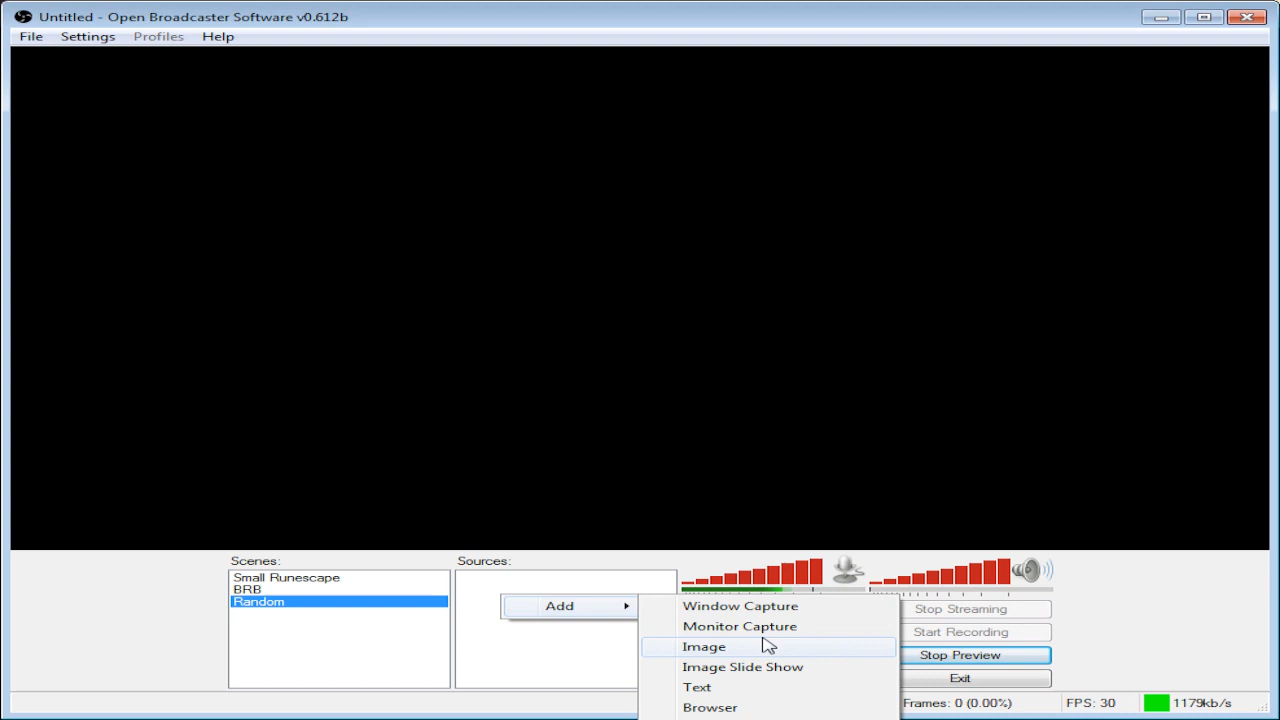 Untitled - Open Broadcaster Software v0.612b
File Settings Profiles Help
Scenes: Sources:
Small Runescape
BRB
Random
Add
Window Capture
Monitor Capture
Image
Image Slide Show
Text
Browser
Stop Streaming
Start Recording
Stop Preview
Exit
Frames: 0 (0.00%) FPS: 30 1179kb/s